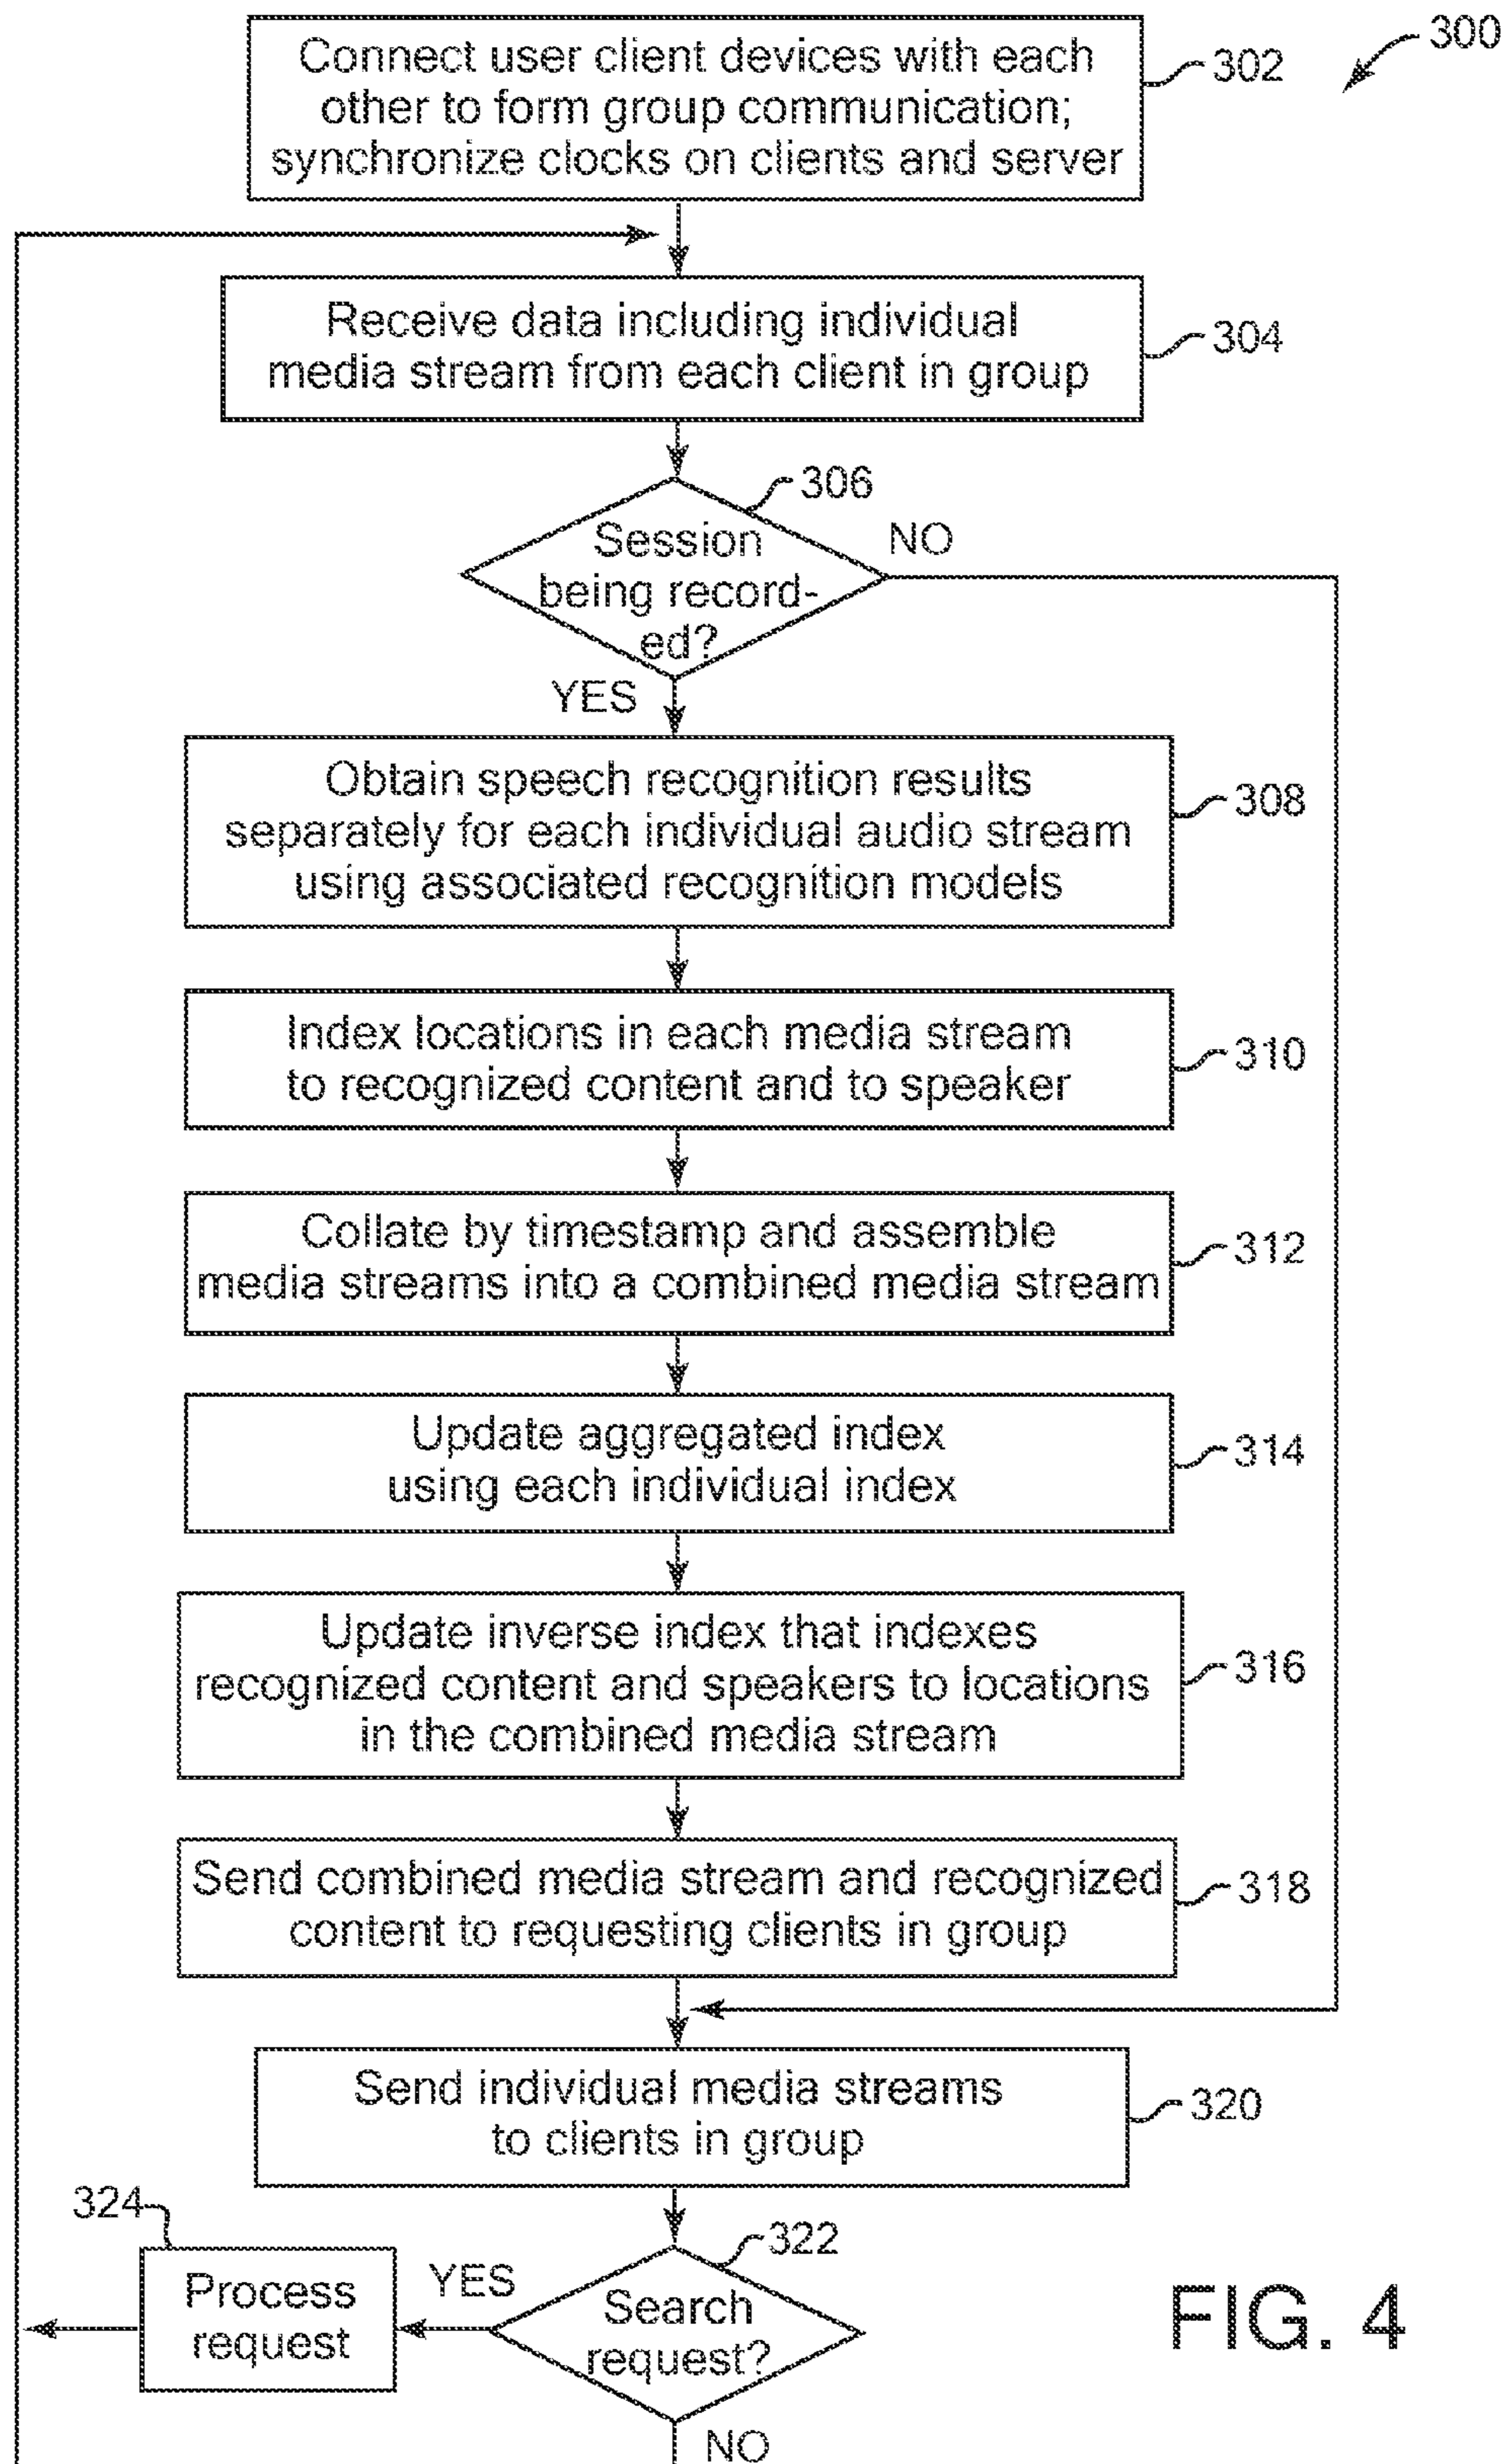 300
Connect user client devices with each
other to form group communication;
synchronize clocks on clients and server
302
Receive data including individual
media stream from each client in group
304
306
Session
being record-
ed?
NO
YES
Obtain speech recognition results
separately for each individual audio stream
using associated recognition models
308
Index locations in each media stream
to recognized content and to speaker
310
Collate by timestamp and assemble
media streams into a combined media stream
312
Update aggregated index
using each individual index
314
Update inverse index that indexes
recognized content and speakers to locations
in the combined media stream
316
Send combined media stream and recognized
content to requesting clients in group
318
Send individual media streams
to clients in group
320
322
Search
request?
YES
324
Process
request
NO
FIG. 4